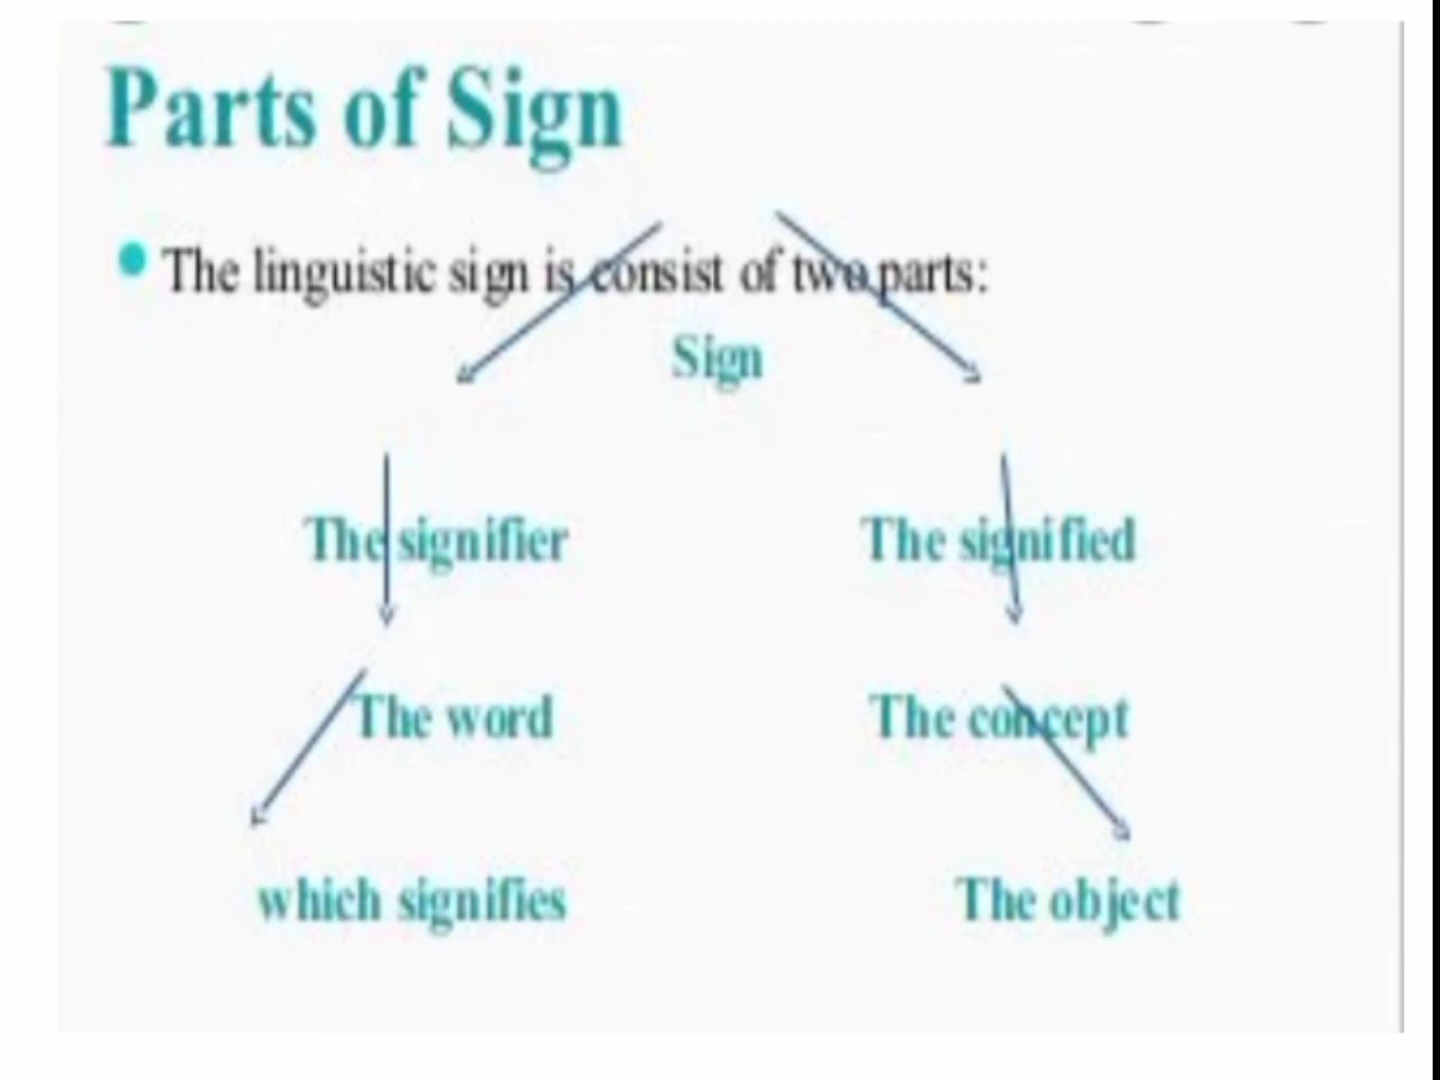 Parts of Sign
The linguistic sign is consist of two parts:
Sign
The signifier The signified
The word The concept
which signifies The object